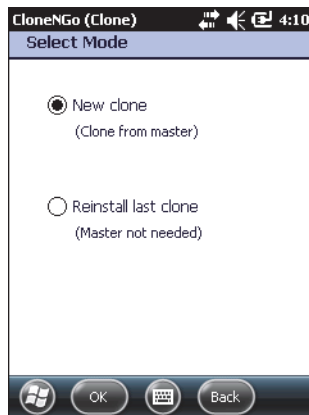 CloneNGo (Clone) 4:10
Select Mode
New clone
(Clone from master)
Reinstall last clone
(Master not needed)
OK Back